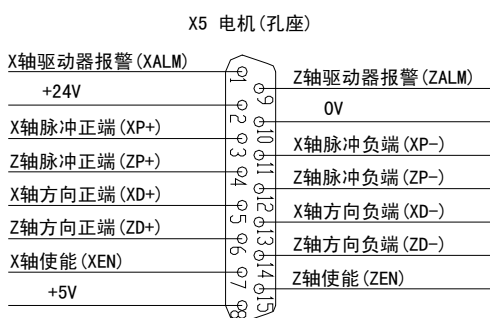 X5 电机(孔座)
X轴驱动器报警(XALM)
+24V
X轴脉冲正端(XP+)
Z轴脉冲正端(ZP+)
X轴方向正端(XD+)
Z轴方向正端(ZD+)
X轴使能(XEN)
+5V
1
2
3
4
5
6
7
8
9
10
11
12
13
14
15
Z轴驱动器报警(ZALM)
0V
X轴脉冲负端(XP-)
Z轴脉冲负端(ZP-)
X轴方向负端(XD-)
Z轴方向负端(ZD-)
Z轴使能(ZEN)